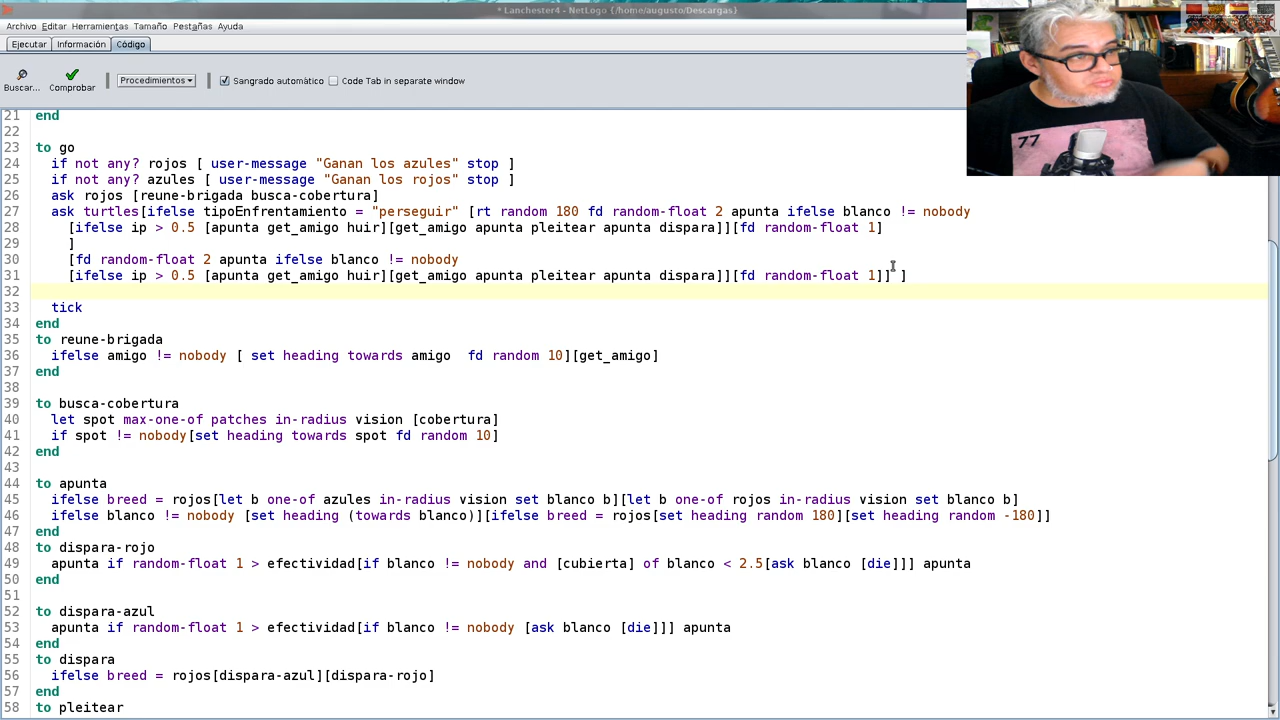 * Lanchester4 - NetLogo {/home/augusto/Descargas}
Archivo Editar Herramientas Tamaño Pestañas Ayuda
Ejecutar Información Código
Buscar... Comprobar Procedimientos Sangrado automático Code Tab in separate window
21 end
22
23 to go
24 if not any? rojos [ user-message "Ganan los azules" stop ]
25 if not any? azules [ user-message "Ganan los rojos" stop ]
26 ask rojos [reune-brigada busca-cobertura]
27 ask turtles[ifelse tipoEnfrentamiento = "perseguir" [rt random 180 fd random-float 2 apunta ifelse blanco != nobody
28 [ifelse ip > 0.5 [apunta get_amigo huir][get_amigo apunta pleitear apunta dispara]][fd random-float 1]
29 ]
30 [fd random-float 2 apunta ifelse blanco != nobody
31 [ifelse ip > 0.5 [apunta get_amigo huir][get_amigo apunta pleitear apunta dispara]][fd random-float 1]] ]
32
33 tick
34 end
35 to reune-brigada
36 ifelse amigo != nobody [ set heading towards amigo fd random 10][get_amigo]
37 end
38
39 to busca-cobertura
40 let spot max-one-of patches in-radius vision [cobertura]
41 if spot != nobody[set heading towards spot fd random 10]
42 end
43
44 to apunta
45 ifelse breed = rojos[let b one-of azules in-radius vision set blanco b][let b one-of rojos in-radius vision set blanco b]
46 ifelse blanco != nobody [set heading (towards blanco)][ifelse breed = rojos[set heading random 180][set heading random -180]]
47 end
48 to dispara-rojo
49 apunta if random-float 1 > efectividad[if blanco != nobody and [cubierta] of blanco < 2.5[ask blanco [die]]] apunta
50 end
51
52 to dispara-azul
53 apunta if random-float 1 > efectividad[if blanco != nobody [ask blanco [die]]] apunta
54 end
55 to dispara
56 ifelse breed = rojos[dispara-azul][dispara-rojo]
57 end
58 to pleitear
77